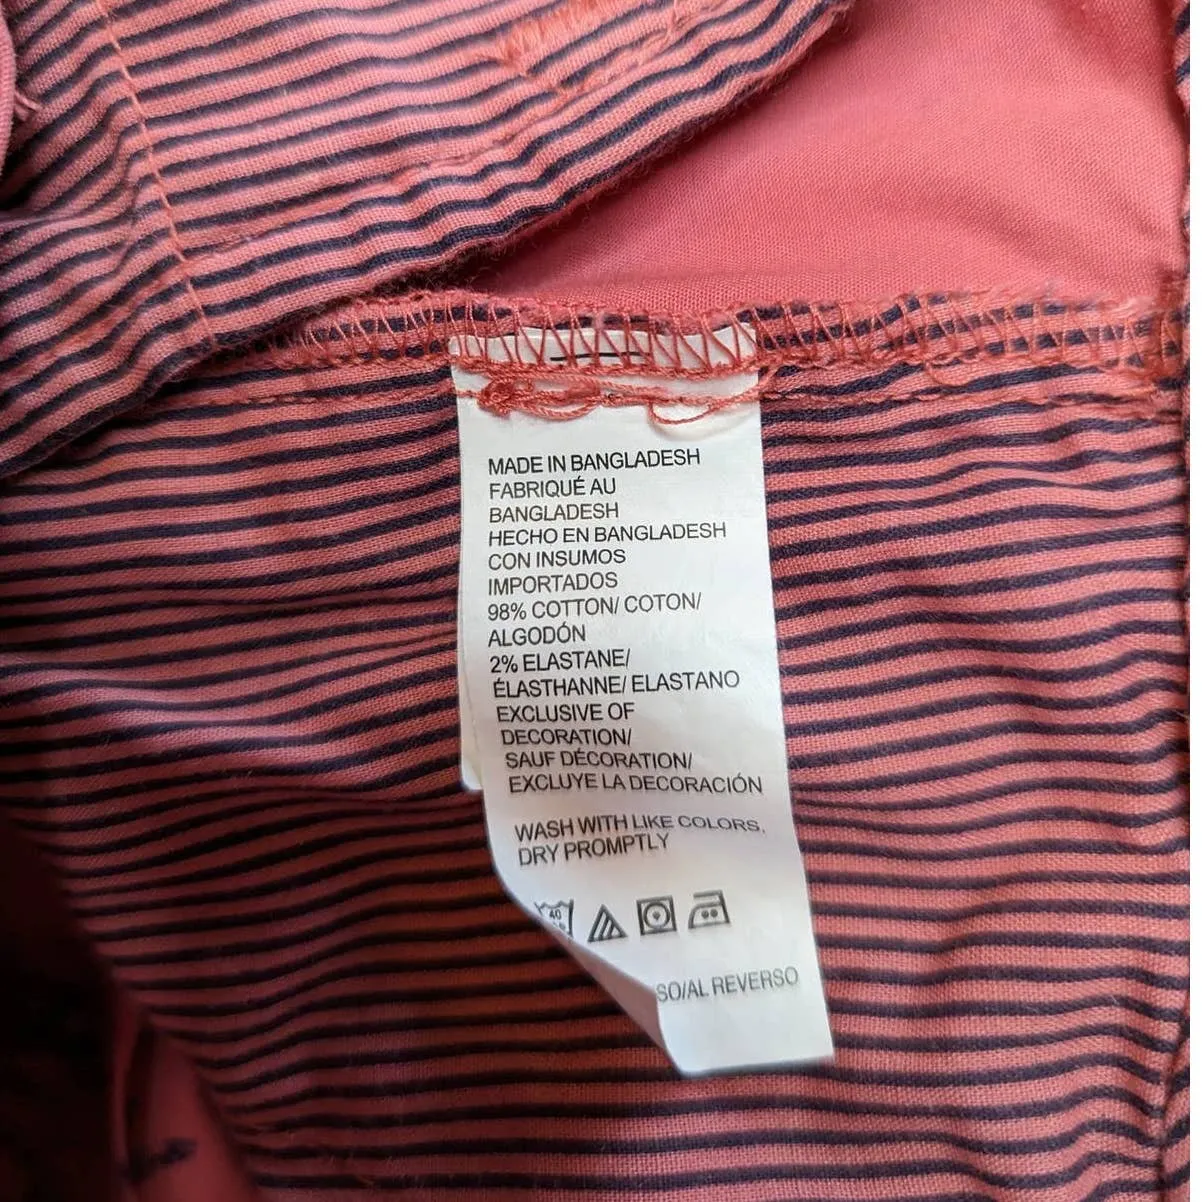 MADE IN BANGLADESH
FABRIQUÉ AU
BANGLADESH
HECHO EN BANGLADESH
CON INSUMOS
IMPORTADOS
98% COTTON/ COTON/
ALGODÓN
2% ELASTANE/
ÉLASTHANNE/ ELASTANO
EXCLUSIVE OF
DECORATION/
SAUF DÉCORATION/
EXCLUYE LA DECORACIÓN
WASH WITH LIKE COLORS.
DRY PROMPTLY
40
SO/AL REVERSO